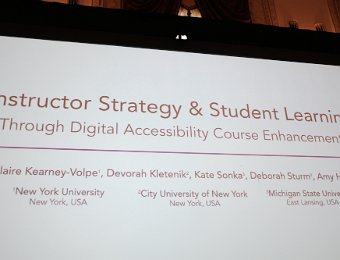 nstructor Strategy & Student Learnin
Through Digital Accessibility Course Enhancement
laire Kearney-Volpe¹, Devorah Kletenik², Kate Sonka³, Deborah Sturm², Amy H
¹New York University ²City University of New York ³Michigan State Univer
New York, USA New York, USA East Lansing, USA